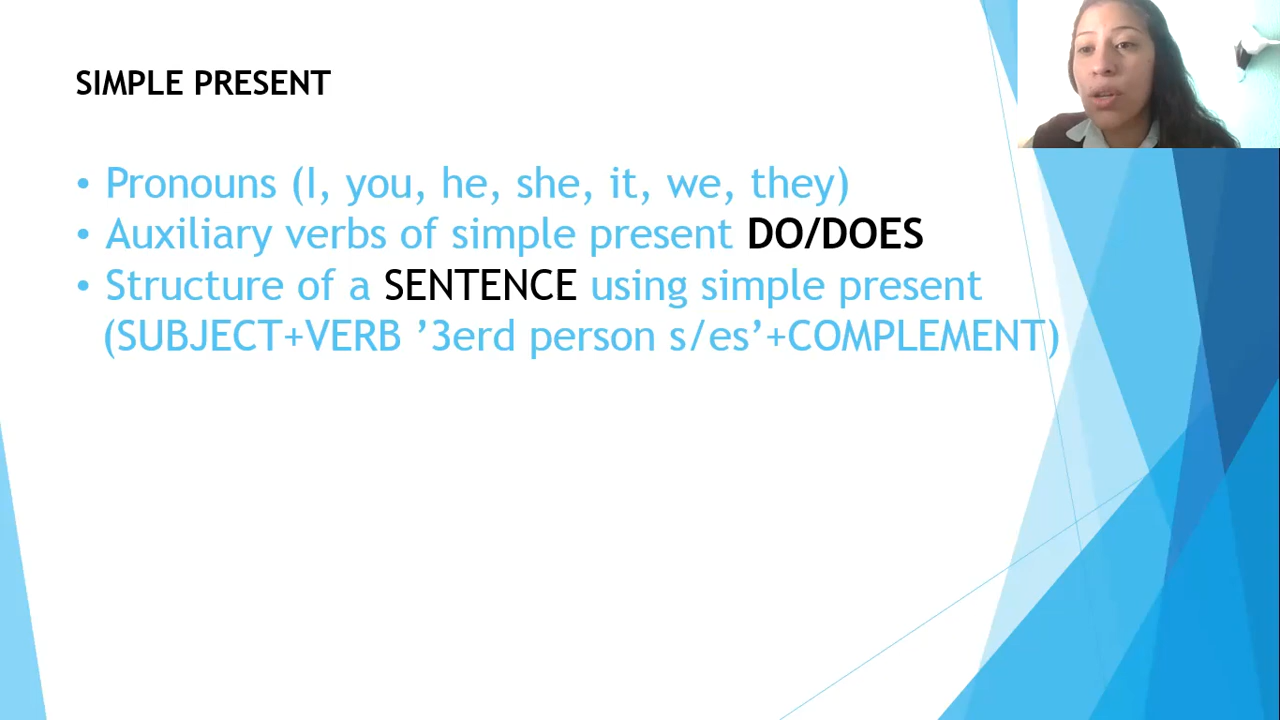 SIMPLE PRESENT
• Pronouns (I, you, he, she, it, we, they)
• Auxiliary verbs of simple present DO/DOES
• Structure of a SENTENCE using simple present
(SUBJECT+VERB ’3erd person s/es’+COMPLEMENT)